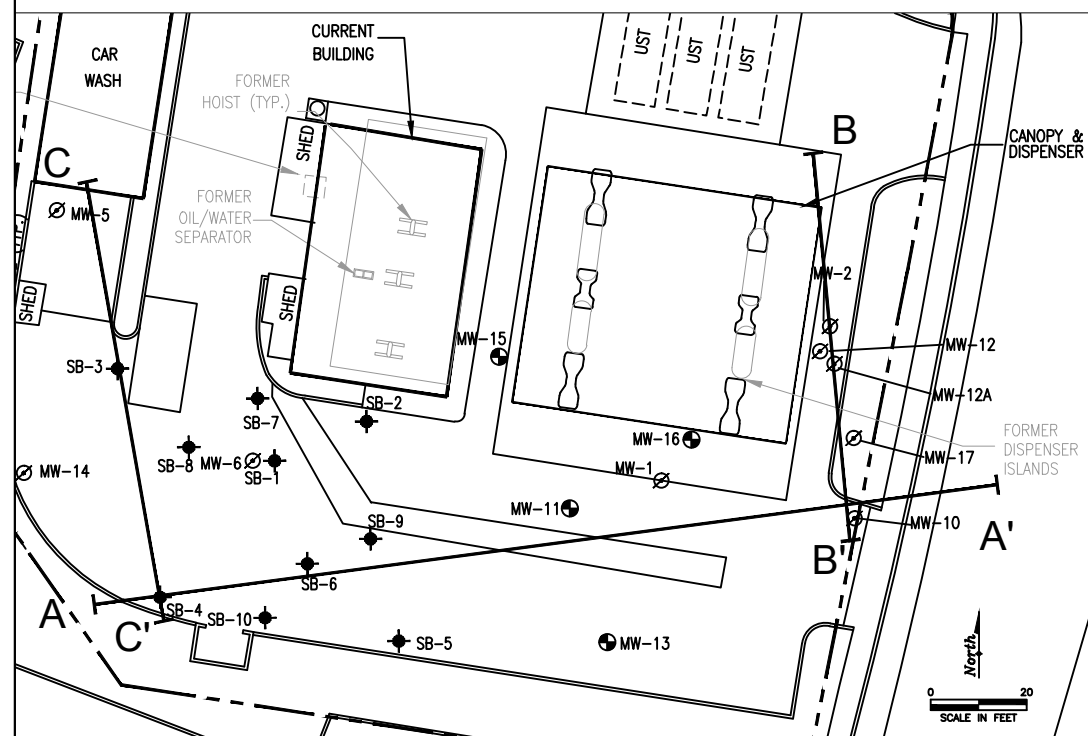 CAR
WASH
CURRENT
BUILDING
FORMER
HOIST (TYP.)
SHED
UST
UST
UST
B
CANOPY &
DISPENSER
C
MW-5
FORMER
OIL/WATER
SEPARATOR
SHED
SHED
MW-2
MW-15
MW-12
SB-3
MW-12A
SB-7
SB-2
MW-16
FORMER
DISPENSER
ISLANDS
SB-8
MW-6
SB-1
MW-14
MW-1
MW-17
MW-11
MW-10
A'
SB-9
B'
SB-6
A
SB-4
C'
SB-10
SB-5
MW-13
North
0 20
SCALE IN FEET